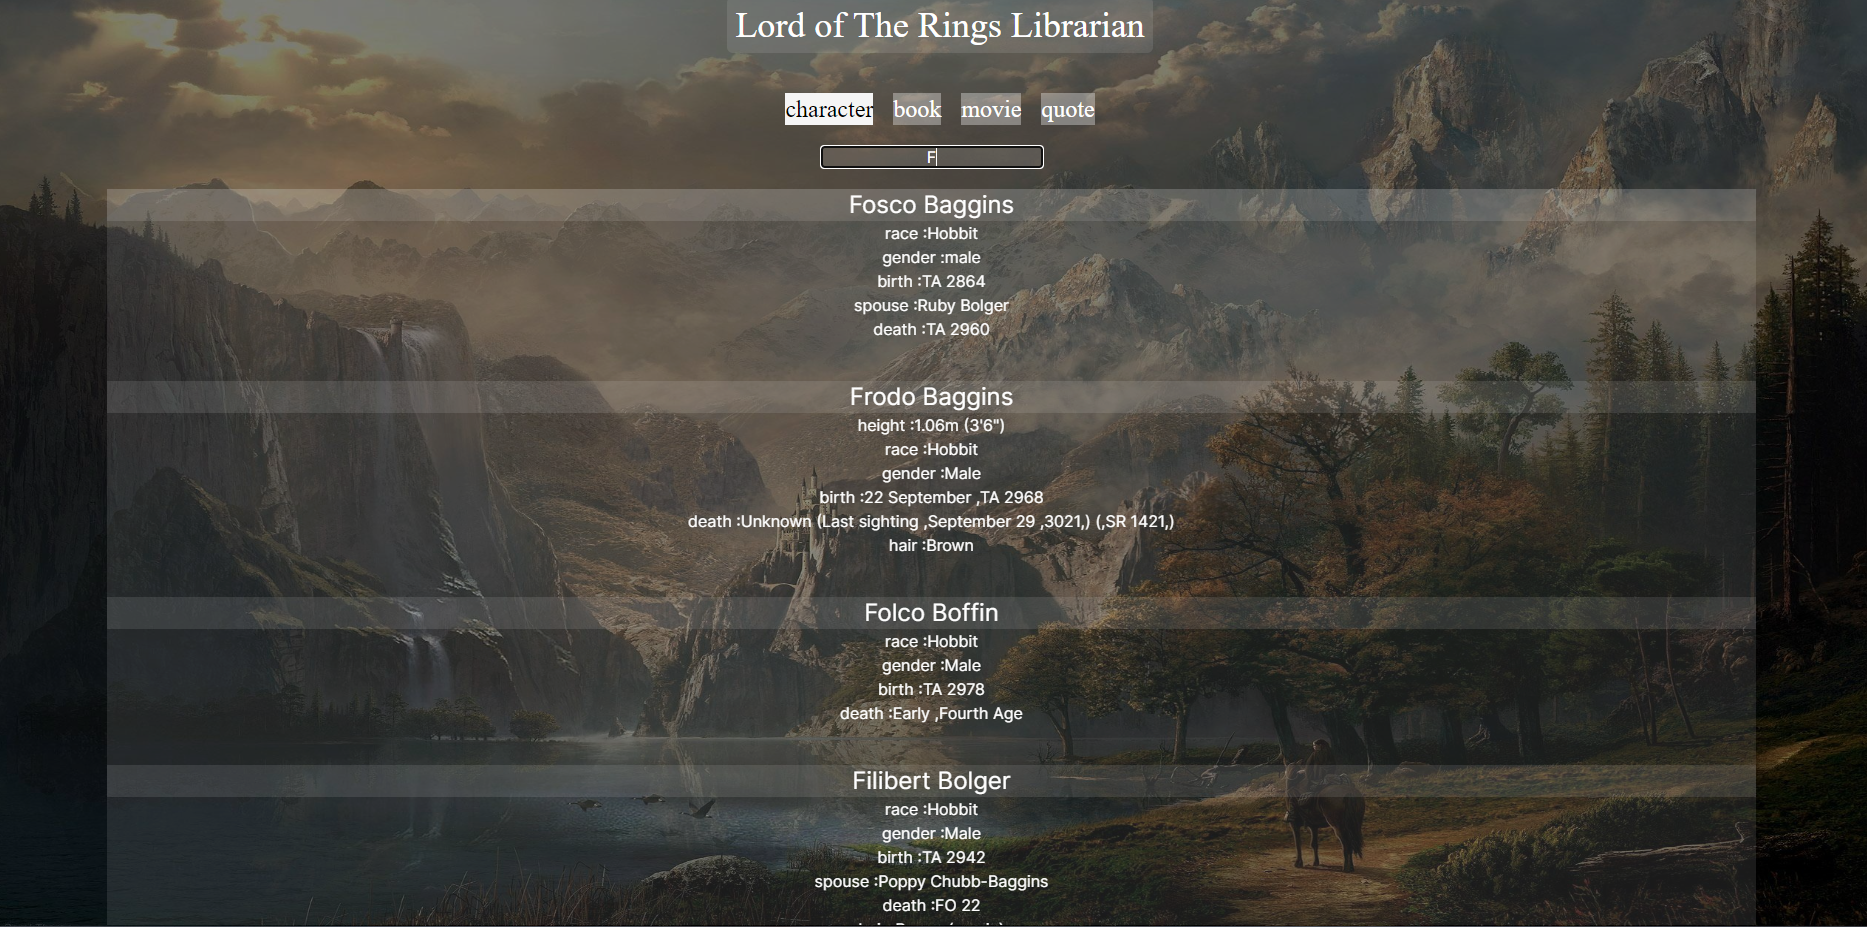 Lord of The Rings Librarian
character book movie quote
F
Fosco Baggins
race :Hobbit
gender :male
birth :TA 2864
spouse :Ruby Bolger
death :TA 2960
Frodo Baggins
height :1.06m (3'6")
race :Hobbit
gender :Male
birth :22 September ,TA 2968
death :Unknown (Last sighting ,September 29 ,3021,) (,SR 1421,)
hair :Brown
Folco Boffin
race :Hobbit
gender :Male
birth :TA 2978
death :Early ,Fourth Age
Filibert Bolger
race :Hobbit
gender :Male
birth :TA 2942
spouse :Poppy Chubb-Baggins
death :FO 22